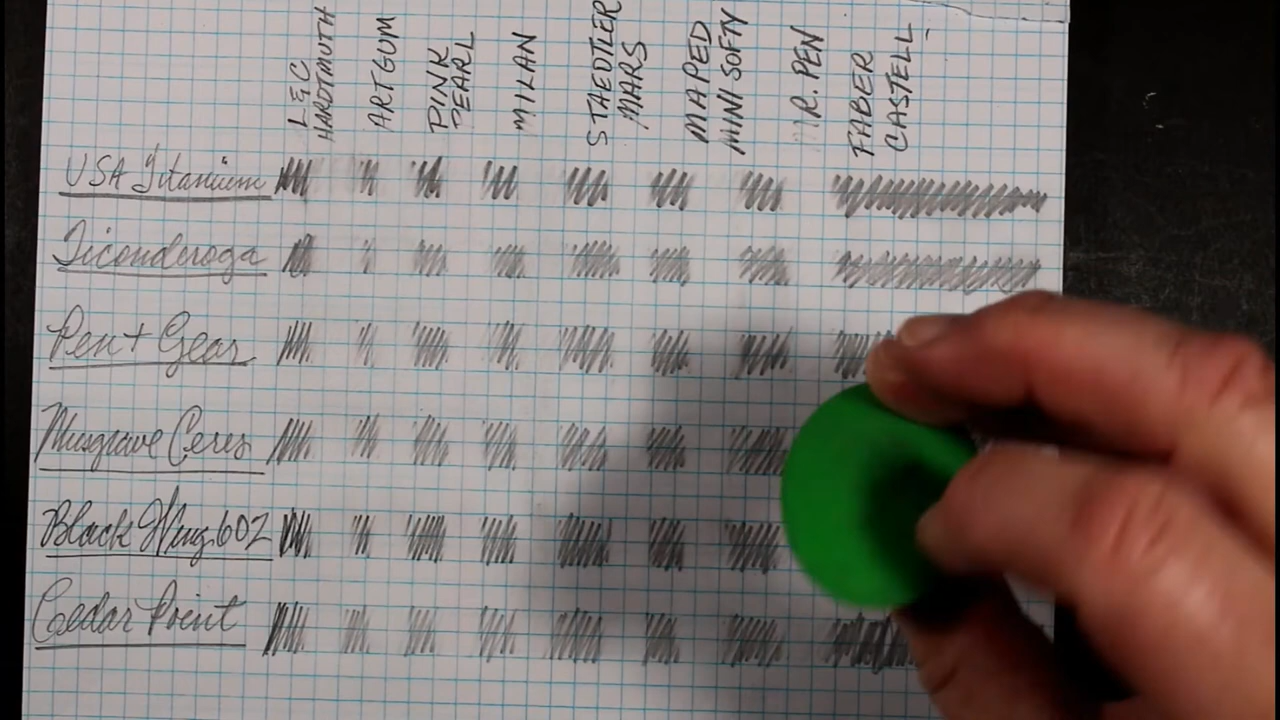 L & C
HARDTMUTH
ARTGUM
PINK
PEARL
MILAN
STAEDTLER
MARS
MAPED
MINI SOFTY
MR. PEN
FABER
CASTELL
USA Titanium
Ticonderoga
Pen + Gear
Musgrave Ceres
Black Wing 602
Cedar Point